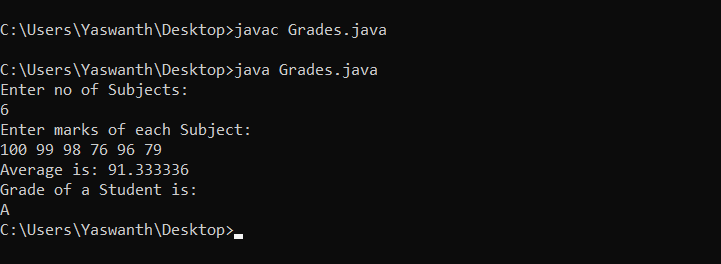 C:\Users\Yaswanth\Desktop>javac Grades.java
C:\Users\Yaswanth\Desktop>java Grades.java
Enter no of Subjects:
6
Enter marks of each Subject:
100 99 98 76 96 79
Average is: 91.333336
Grade of a Student is:
A
C:\Users\Yaswanth\Desktop>